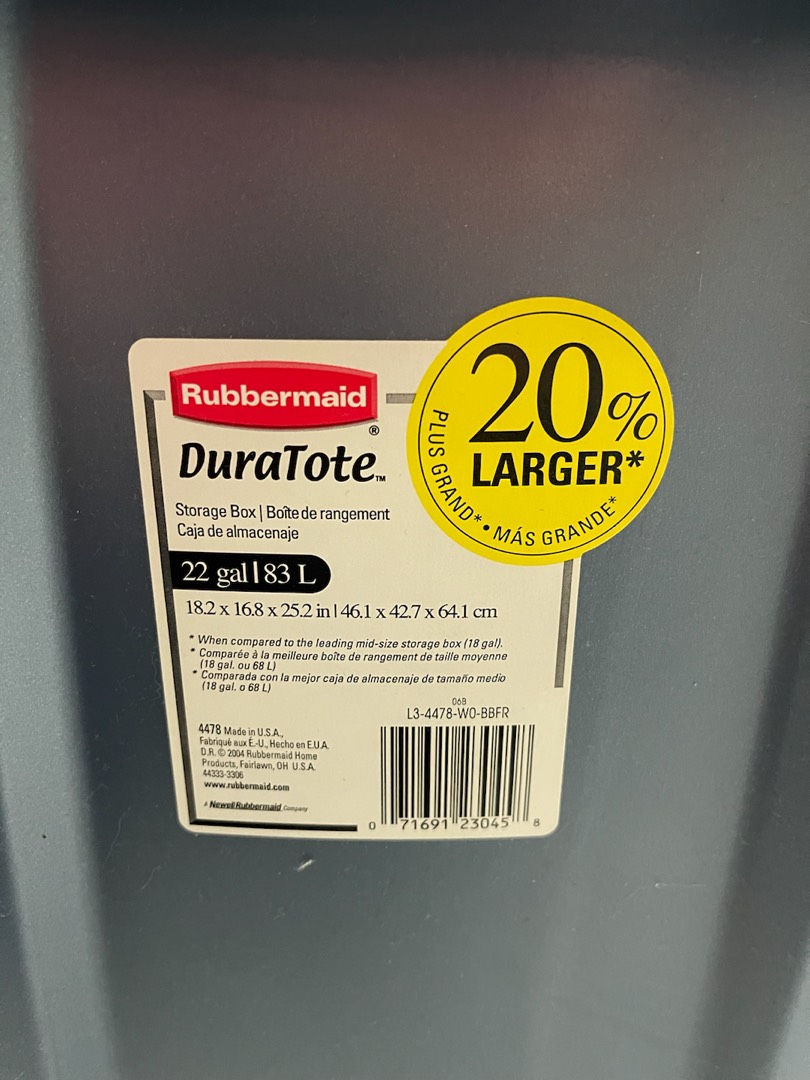 Rubbermaid®
DuraTote™
Storage Box | Boîte de rangement
Caja de almacenaje
22 gal | 83 L
18.2 x 16.8 x 25.2 in | 46.1 x 42.7 x 64.1 cm
20%
LARGER*
PLUS GRAND* • MÁS GRANDE*
* When compared to the leading mid-size storage box (18 gal).
* Comparée à la meilleure boîte de rangement de taille moyenne
(18 gal. ou 68 L)
* Comparada con la mejor caja de almacenaje de tamaño medio
(18 gal. o 68 L)
06B
L3-4478-WO-BBFR
4478 Made in U.S.A.,
Fabriqué aux É.-U., Hecho en E.U.A.
D.R. © 2004 Rubbermaid Home
Products, Fairlawn, OH U.S.A.
44333-3306
www.rubbermaid.com
A Newell Rubbermaid Company
0 71691 23045 8